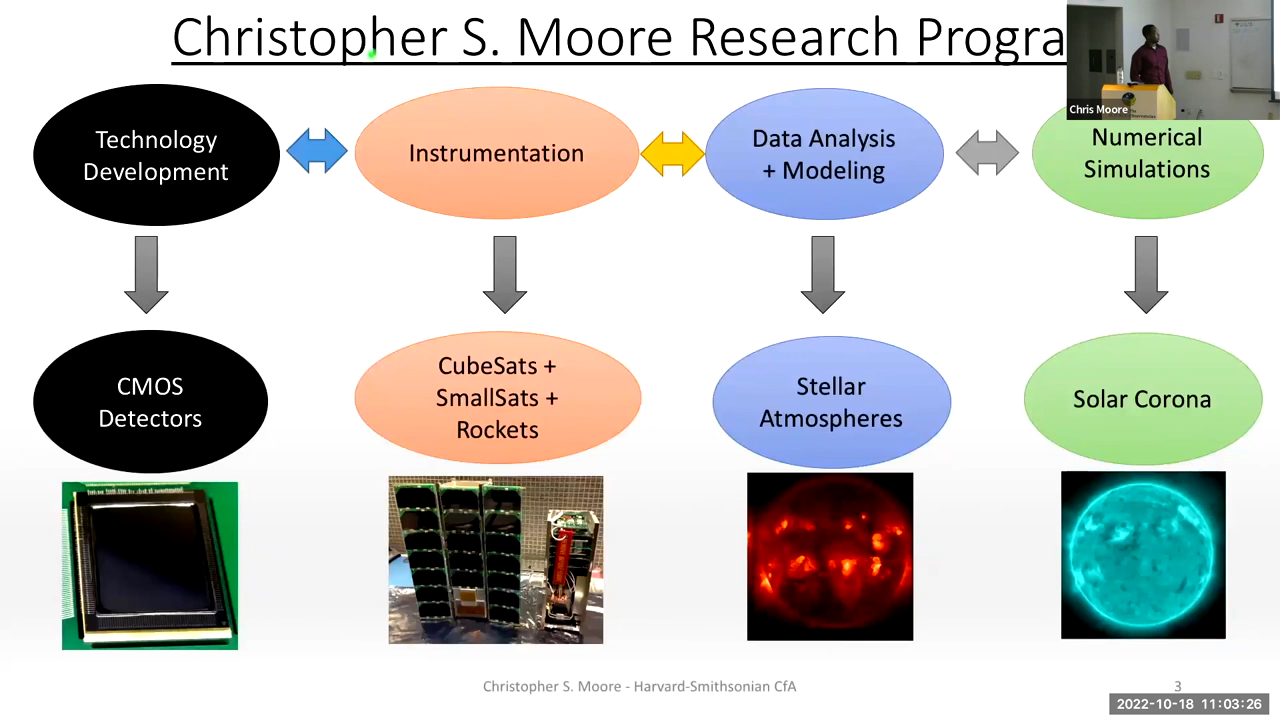 Christopher S. Moore Research Progra
Chris Moore
Technology
Development
Instrumentation
Data Analysis
+ Modeling
Numerical
Simulations
CMOS
Detectors
CubeSats +
SmallSats +
Rockets
Stellar
Atmospheres
Solar Corona
Christopher S. Moore - Harvard-Smithsonian CfA
3
2022-10-18 11:03:26